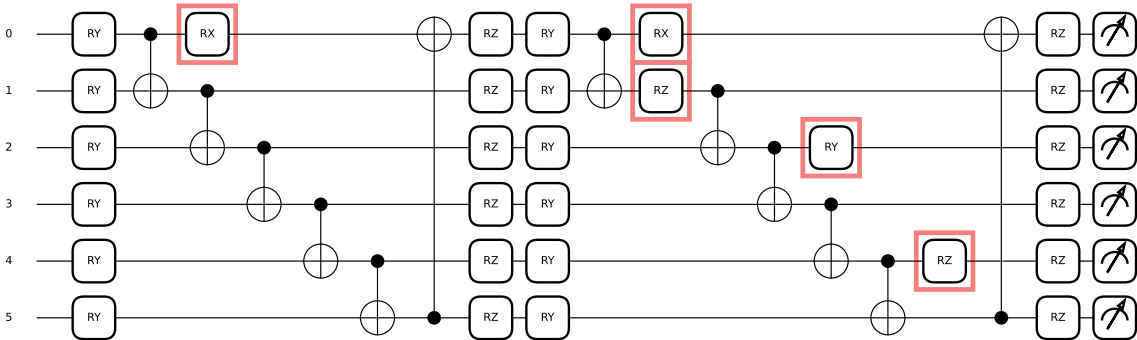 0 RY RX RZ RY RX RZ
1 RY RZ RY RZ RZ
2 RY RZ RY RY RZ
3 RY RZ RY RZ
4 RY RZ RY RZ RZ
5 RY RZ RY RZ